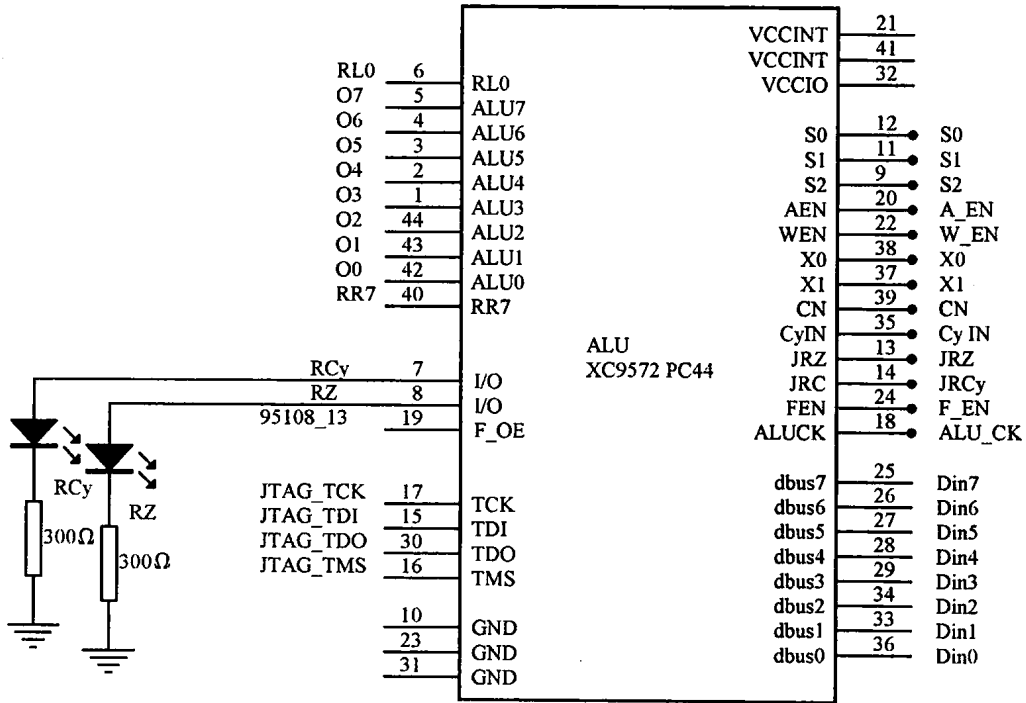 RL0 6 RL0
O7 5 ALU7
O6 4 ALU6
O5 3 ALU5
O4 2 ALU4
O3 1 ALU3
O2 44 ALU2
O1 43 ALU1
O0 42 ALU0
RR7 40 RR7
RCy 7 I/O
RZ 8 I/O
95108_13 19 F_OE
RCy
RZ
300Ω
300Ω
JTAG_TCK 17 TCK
JTAG_TDI 15 TDI
JTAG_TDO 30 TDO
JTAG_TMS 16 TMS
10 GND
23 GND
31 GND
ALU
XC9572 PC44
VCCINT 21
VCCINT 41
VCCIO 32
S0 12 S0
S1 11 S1
S2 9 S2
AEN 20 A_EN
WEN 22 W_EN
X0 38 X0
X1 37 X1
CN 39 CN
CyIN 35 Cy IN
JRZ 13 JRZ
JRC 14 JRCy
FEN 24 F_EN
ALUCK 18 ALU_CK
dbus7 25 Din7
dbus6 26 Din6
dbus5 27 Din5
dbus4 28 Din4
dbus3 29 Din3
dbus2 34 Din2
dbus1 33 Din1
dbus0 36 Din0